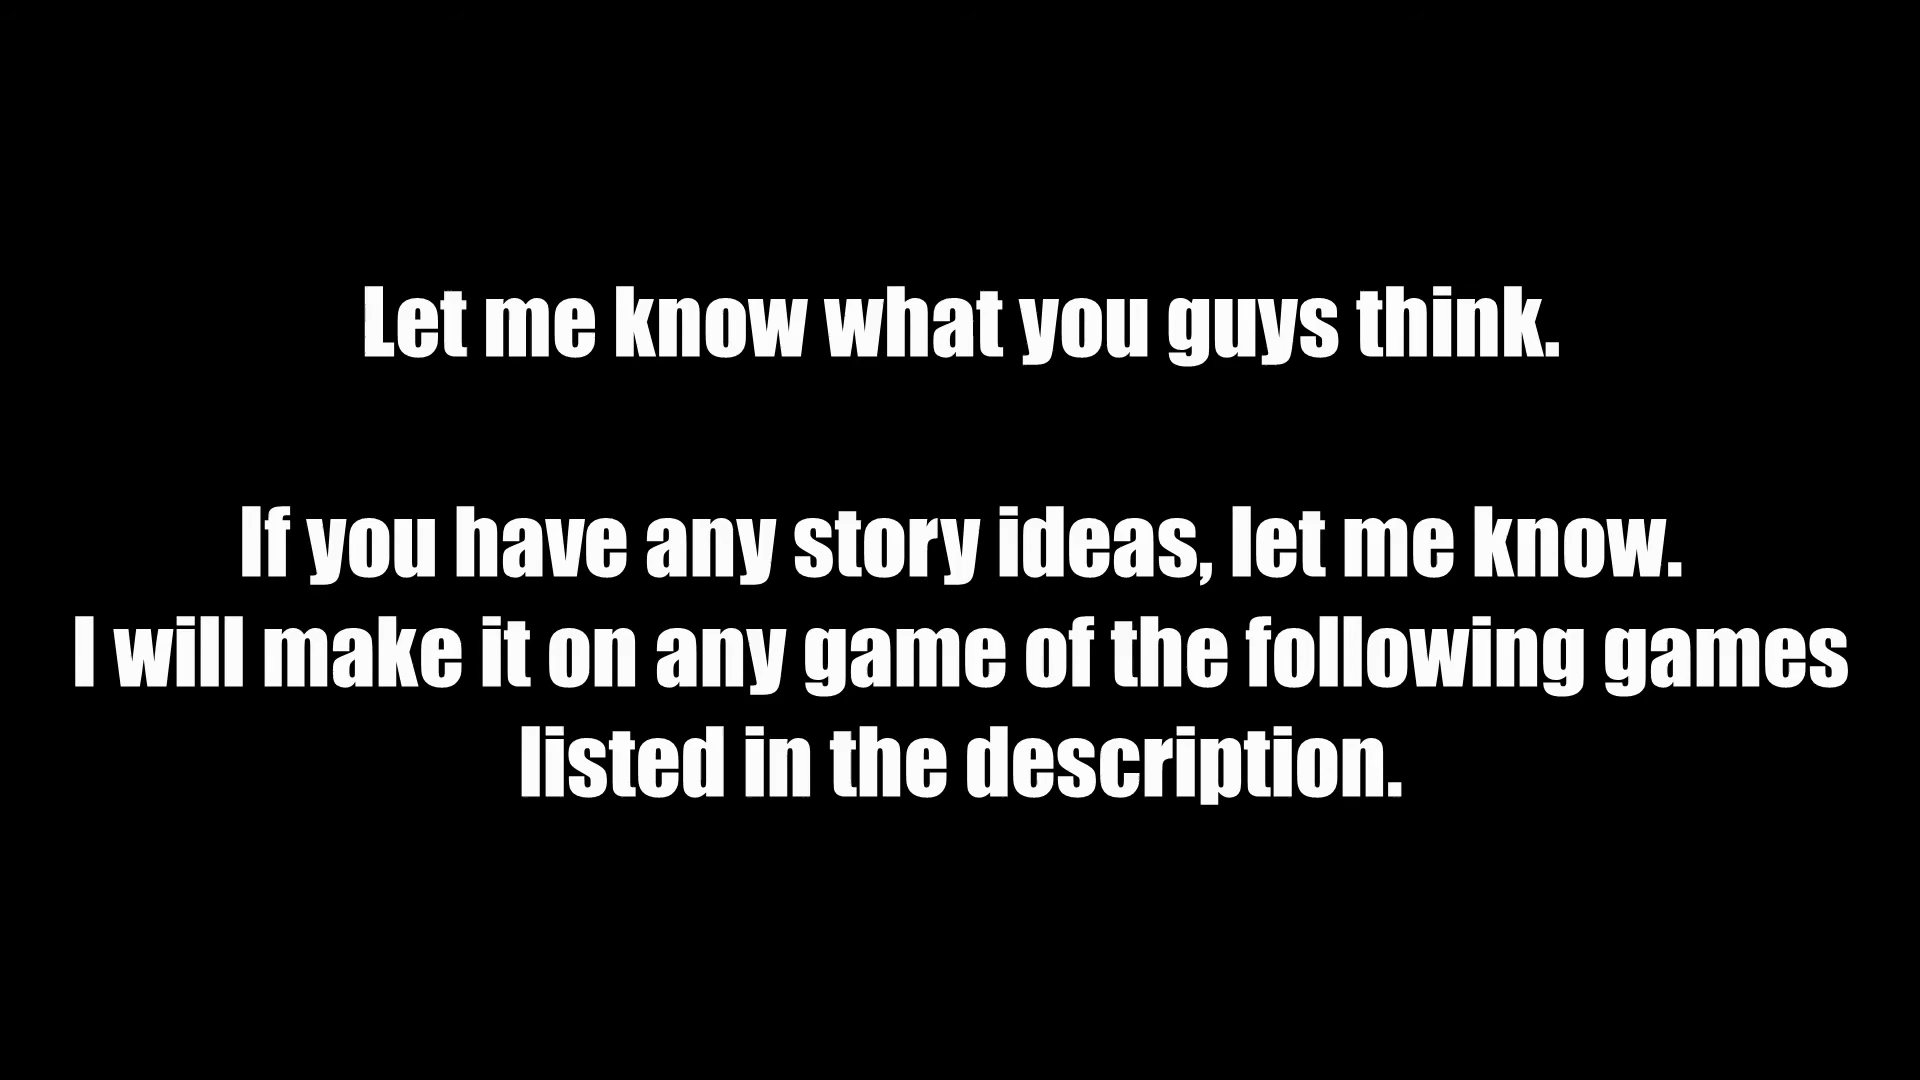 Let me know what you guys think.
If you have any story ideas, let me know.
I will make it on any game of the following games
listed in the description.